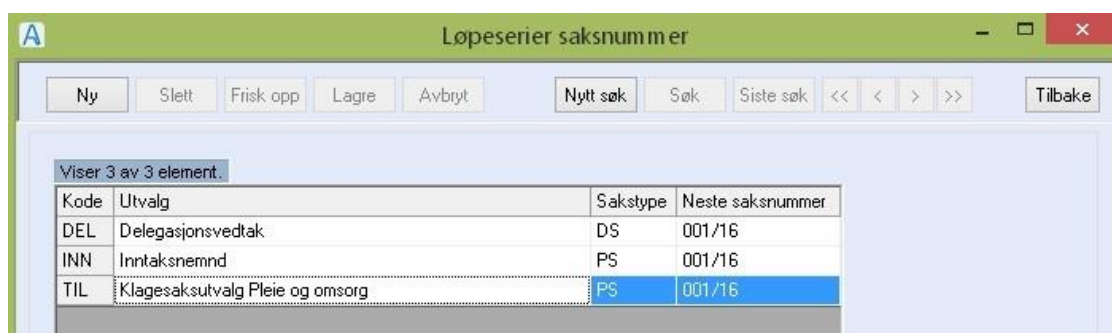 A Løpeserier saksnummer
Ny Slett Frisk opp Lagre Avbryt Nytt søk Søk Siste søk << < > >> Tilbake
Viser 3 av 3 element.
Kode Utvalg Sakstype Neste saksnummer
DEL Delegasjonsvedtak DS 001/16
INN Inntaksnemnd PS 001/16
TIL Klagesaksutvalg Pleie og omsorg PS 001/16